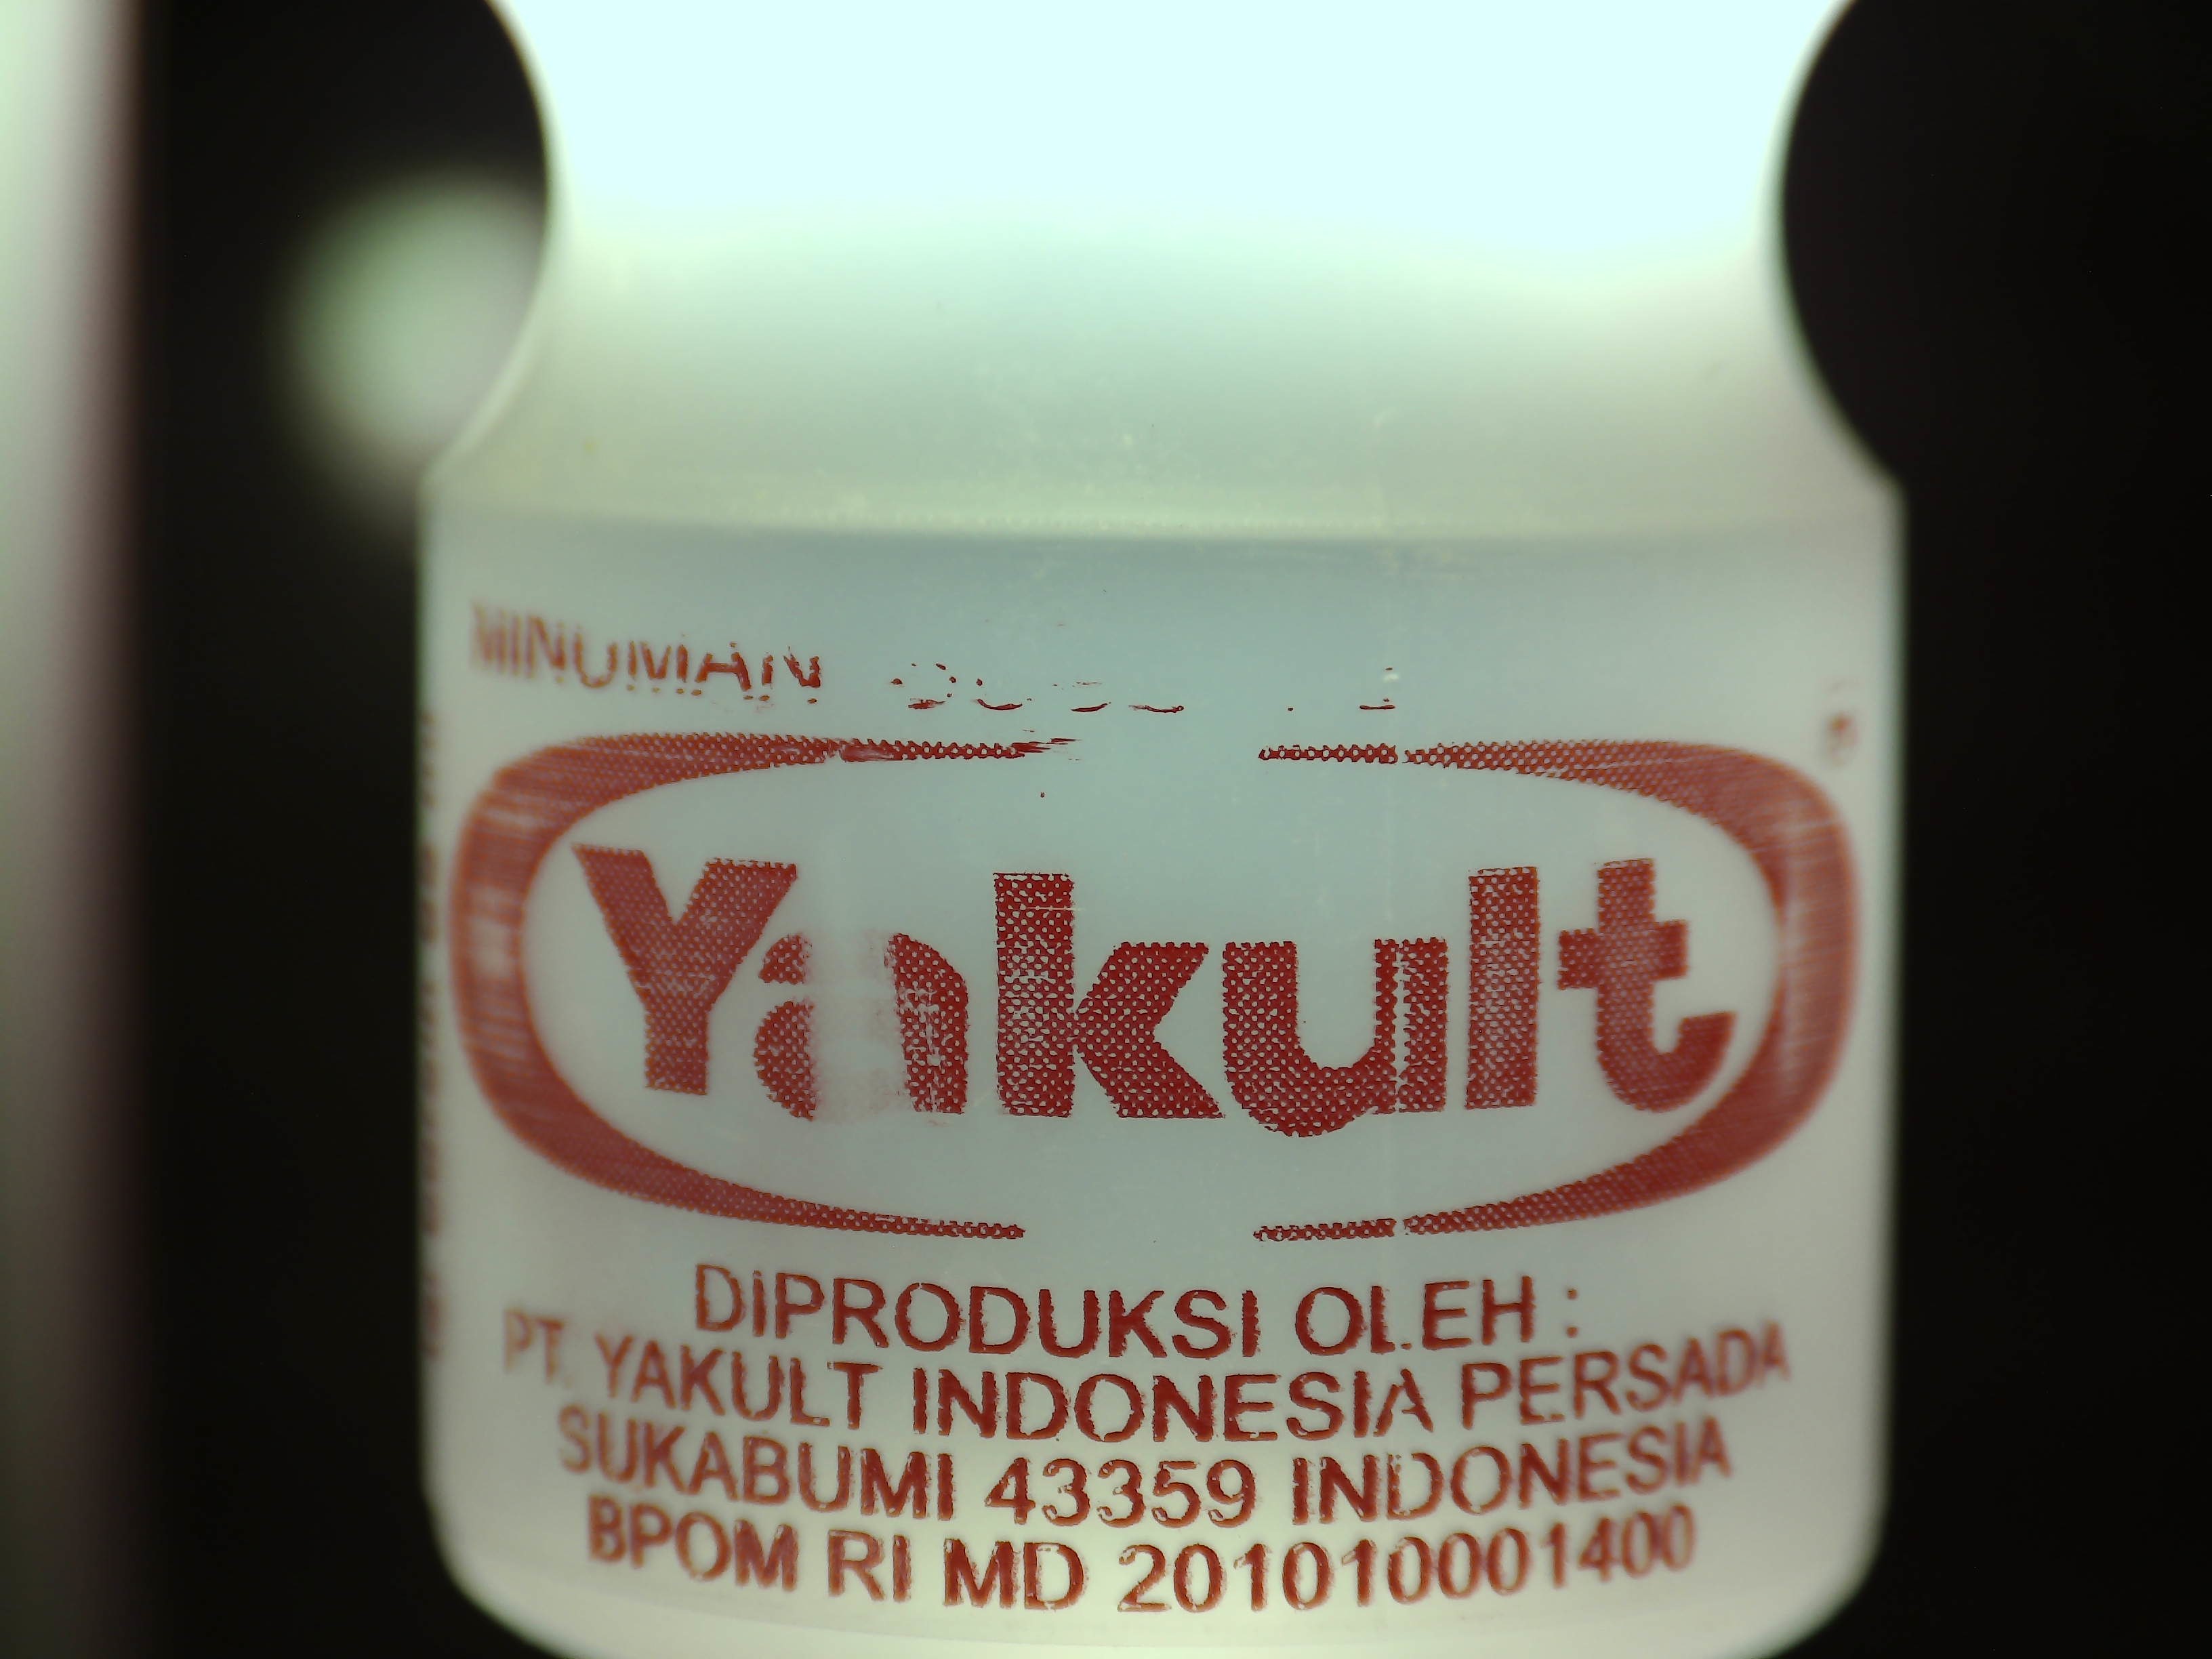 MINUMAN
Yakult
DIPRODUKSI OLEH :
PT. YAKULT INDONESIA PERSADA
SUKABUMI 43359 INDONESIA
BPOM RI MD 201010001400